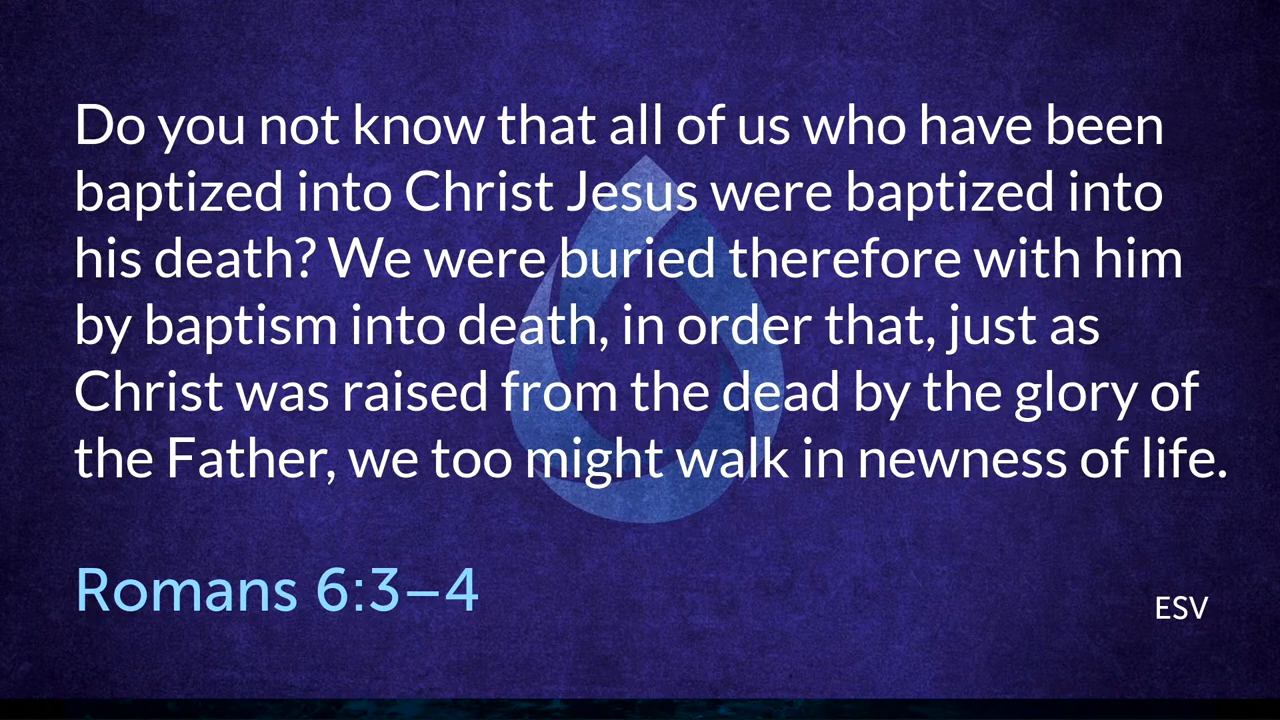 Do you not know that all of us who have been
baptized into Christ Jesus were baptized into
his death? We were buried therefore with him
by baptism into death, in order that, just as
Christ was raised from the dead by the glory of
the Father, we too might walk in newness of life.
Romans 6:3–4
ESV